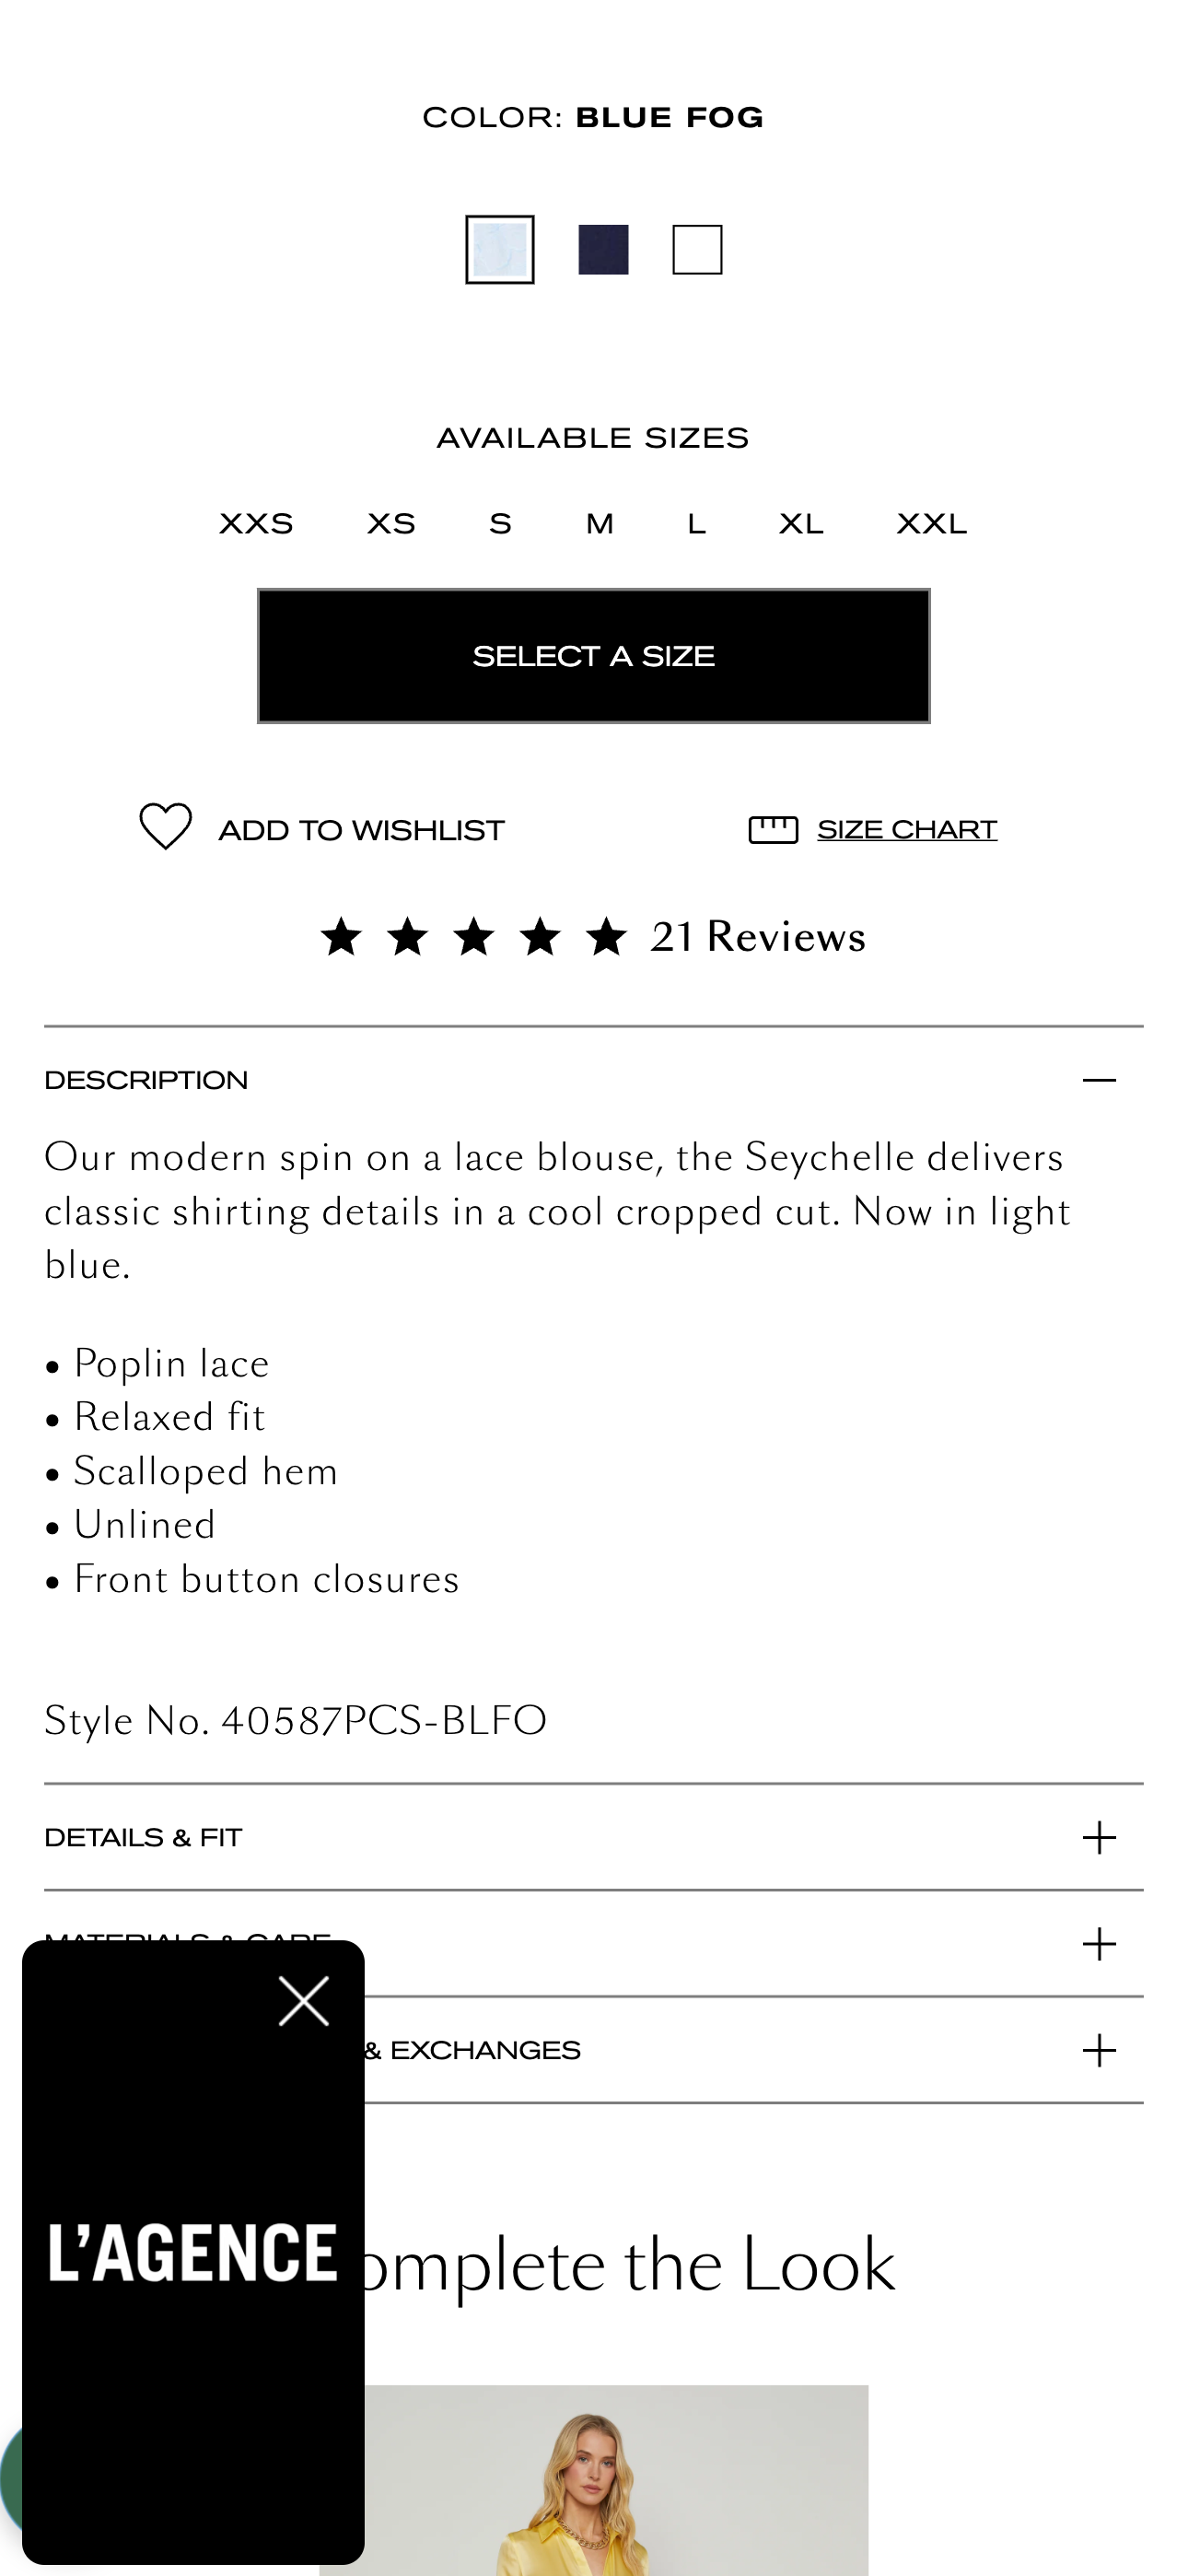 COLOR: BLUE FOG
AVAILABLE SIZES
XXS XS S M L XL XXL
SELECT A SIZE
ADD TO WISHLIST
SIZE CHART
21 Reviews
DESCRIPTION
Our modern spin on a lace blouse, the Seychelle delivers
classic shirting details in a cool cropped cut. Now in light
blue.
• Poplin lace
• Relaxed fit
• Scalloped hem
• Unlined
• Front button closures
Style No. 40587PCS-BLFO
DETAILS & FIT
MATERIALS & CARE
& EXCHANGES
L’AGENCE
omplete the Look